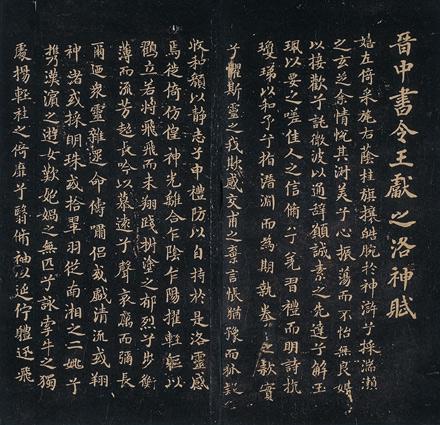 晉中書令王獻之洛神賦
嬉左倚采旄右蔭桂旗攘皓腕於神滸兮採湍瀨
之玄芝余情悅其淑美兮心振蕩而不怡無良媒
以接歡兮託微波以通辭願誠素之先達兮解玉
珮以要之嗟佳人之信脩兮羌習禮而明詩抗
瓊珶以和予兮指潛淵而為期執眷々之款實
兮懼斯靈之我欺感交甫之棄言悵猶豫而狐疑
收和顏以靜志兮申禮防以自持於是洛靈感
焉徙倚彷徨神光離合乍陰乍陽擢輕軀以
鶴立若將飛而未翔踐椒塗之郁烈兮步蘅
薄而流芳超長吟以慕遠兮聲哀厲而彌長
爾迺衆靈雜遝命儔嘯侶或戲清流或翔
神渚或採明珠或拾翠羽從南湘之二姚兮
攜漢濱之遊女歎媧之無匹兮詠牽牛之獨
處揚輕袿之倚靡兮翳脩袖以延佇體迅飛